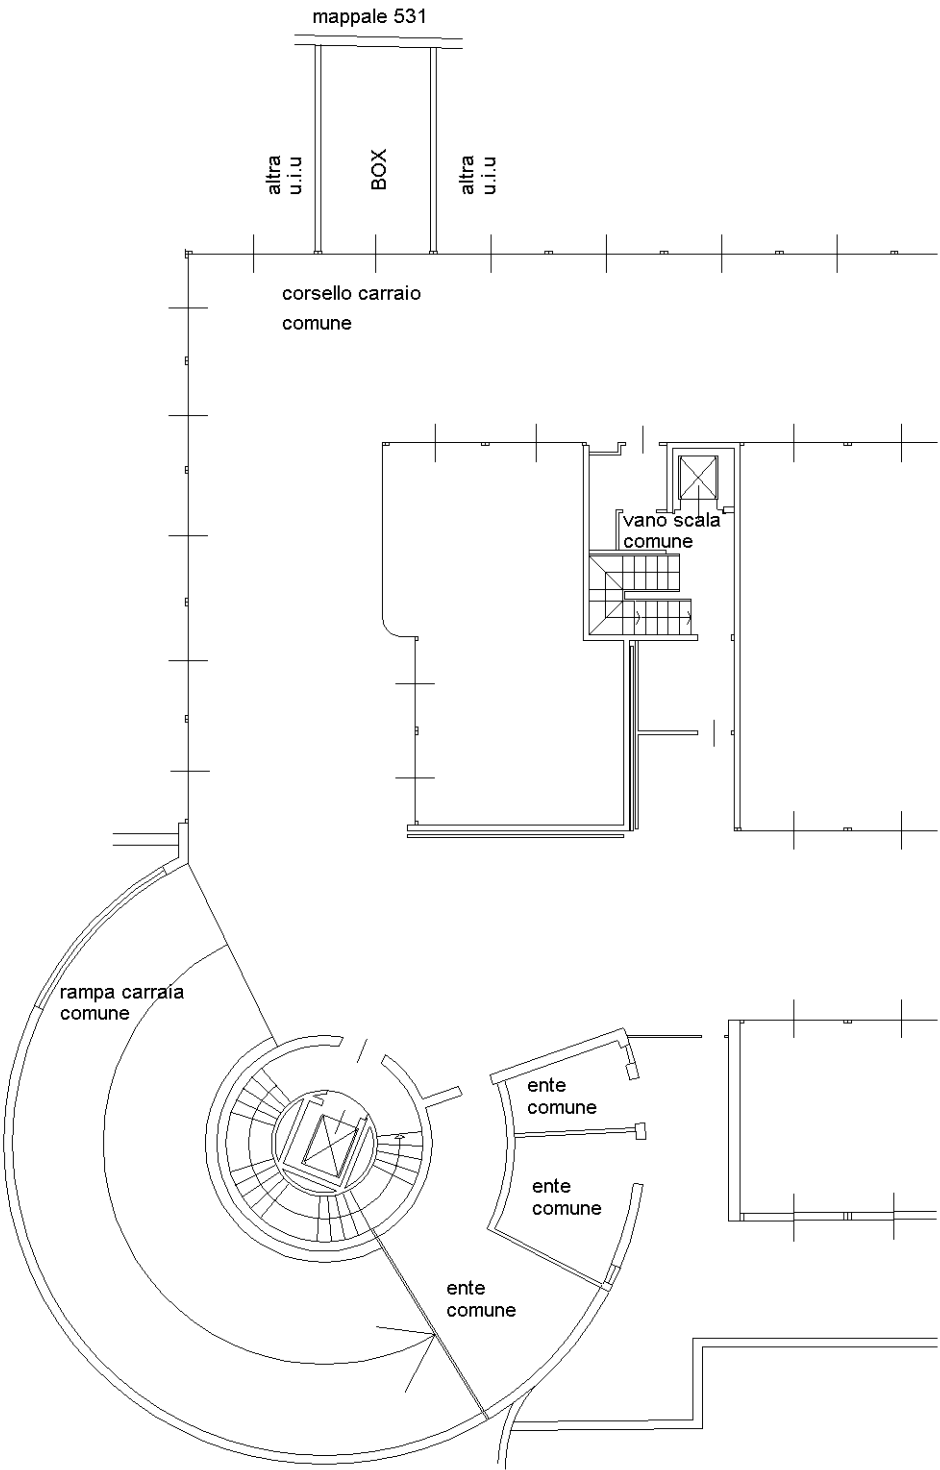 mappale 531
altra
u.i.u
BOX
altra
u.i.u
corsello carraio
comune
vano scala
comune
rampa carraia
comune
ente
comune
ente
comune
ente
comune